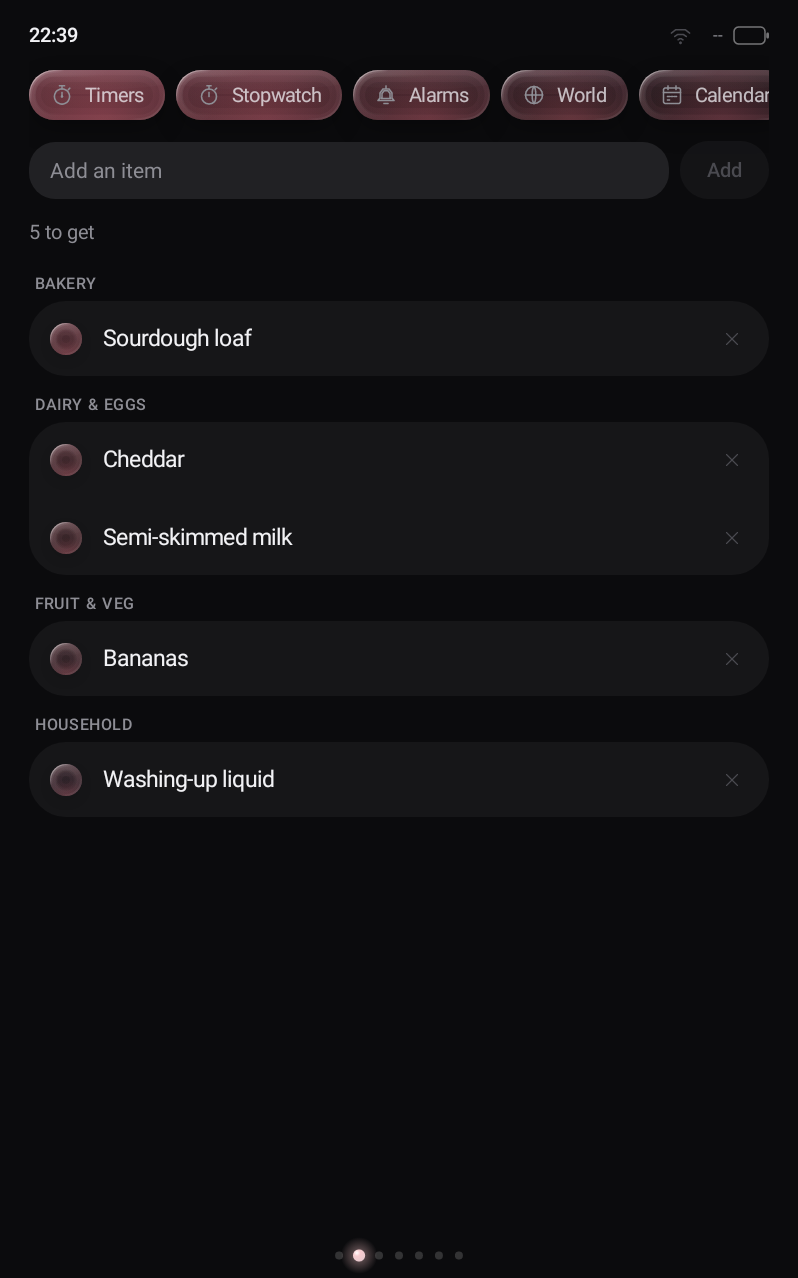 22:39
--
Timers Stopwatch Alarms World Calendar
Add an item Add
5 to get
BAKERY
Sourdough loaf
DAIRY & EGGS
Cheddar
Semi-skimmed milk
FRUIT & VEG
Bananas
HOUSEHOLD
Washing-up liquid